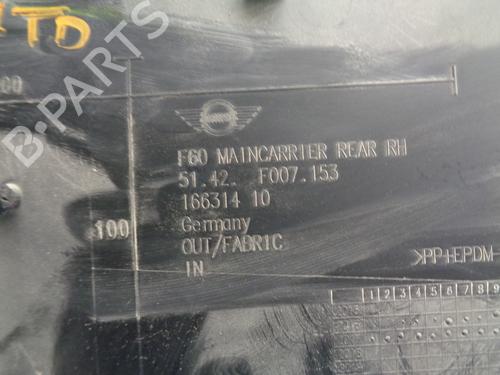 B-PARTS
100
F60 MAINCARRIER REAR RH
51.42. F007.153
166314 10
Germany
OUT/FABRIC
IN
>PP+EPDM-
1 2 3 4 5 6 7 8 9